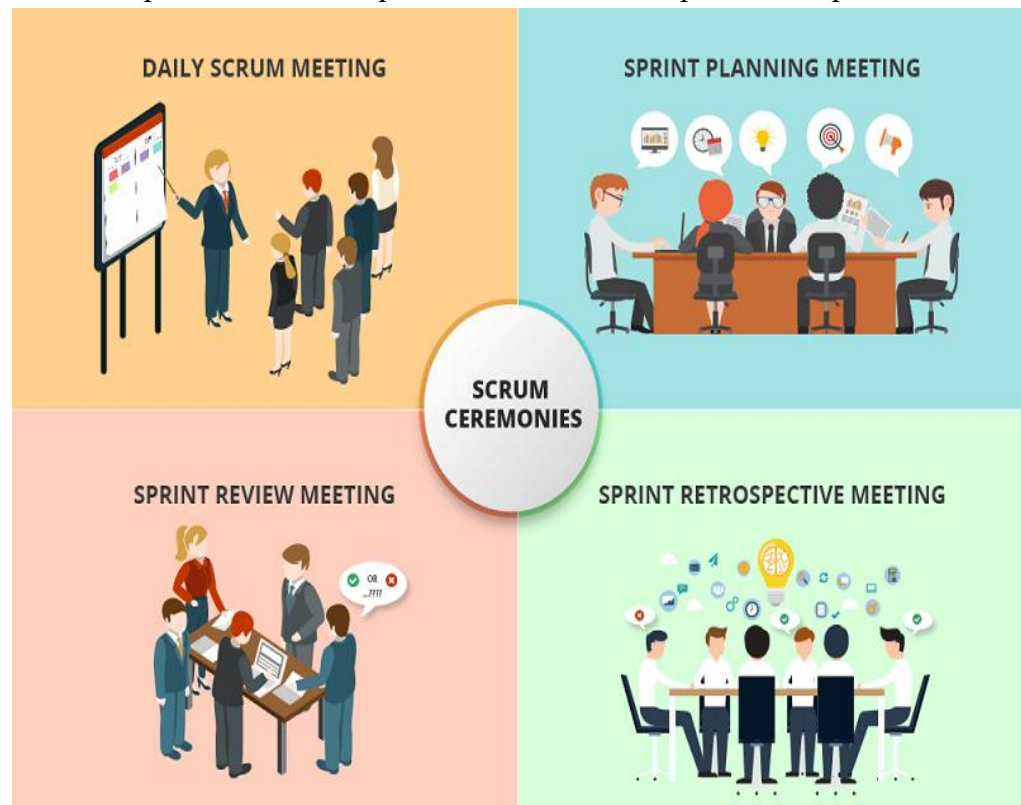 DAILY SCRUM MEETING
SPRINT PLANNING MEETING
SCRUM
CEREMONIES
SPRINT REVIEW MEETING
SPRINT RETROSPECTIVE MEETING
OR
...????